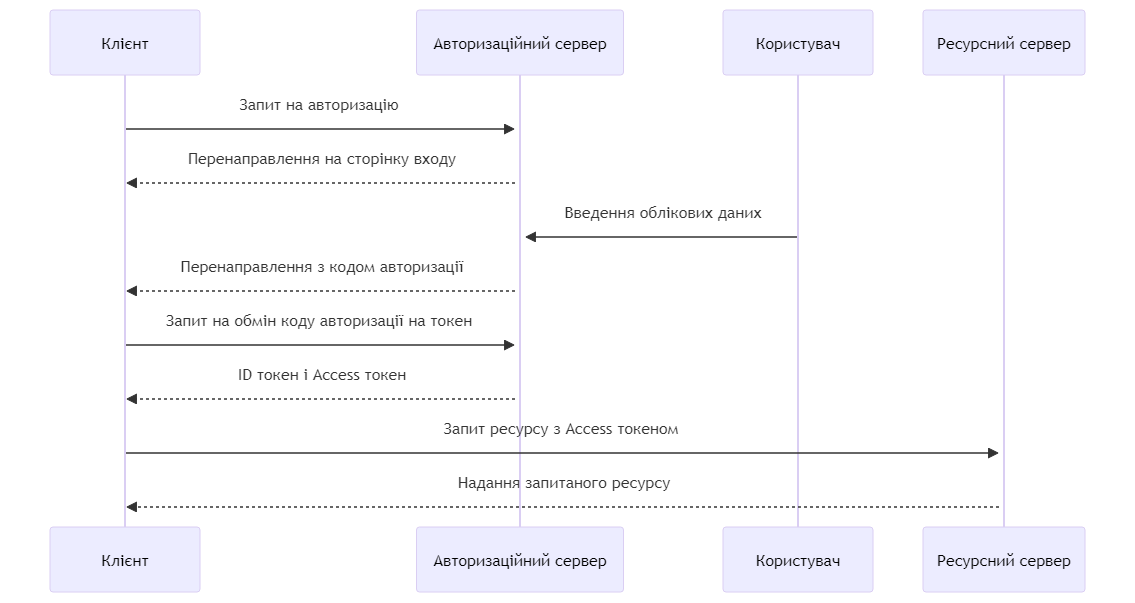 Клієнт
Авторизаційний сервер
Користувач
Ресурсний сервер
Запит на авторизацію
Перенаправлення на сторінку входу
Введення облікових даних
Перенаправлення з кодом авторизації
Запит на обмін коду авторизації на токен
ID токен і Access токен
Запит ресурсу з Access токеном
Надання запитаного ресурсу
Клієнт
Авторизаційний сервер
Користувач
Ресурсний сервер